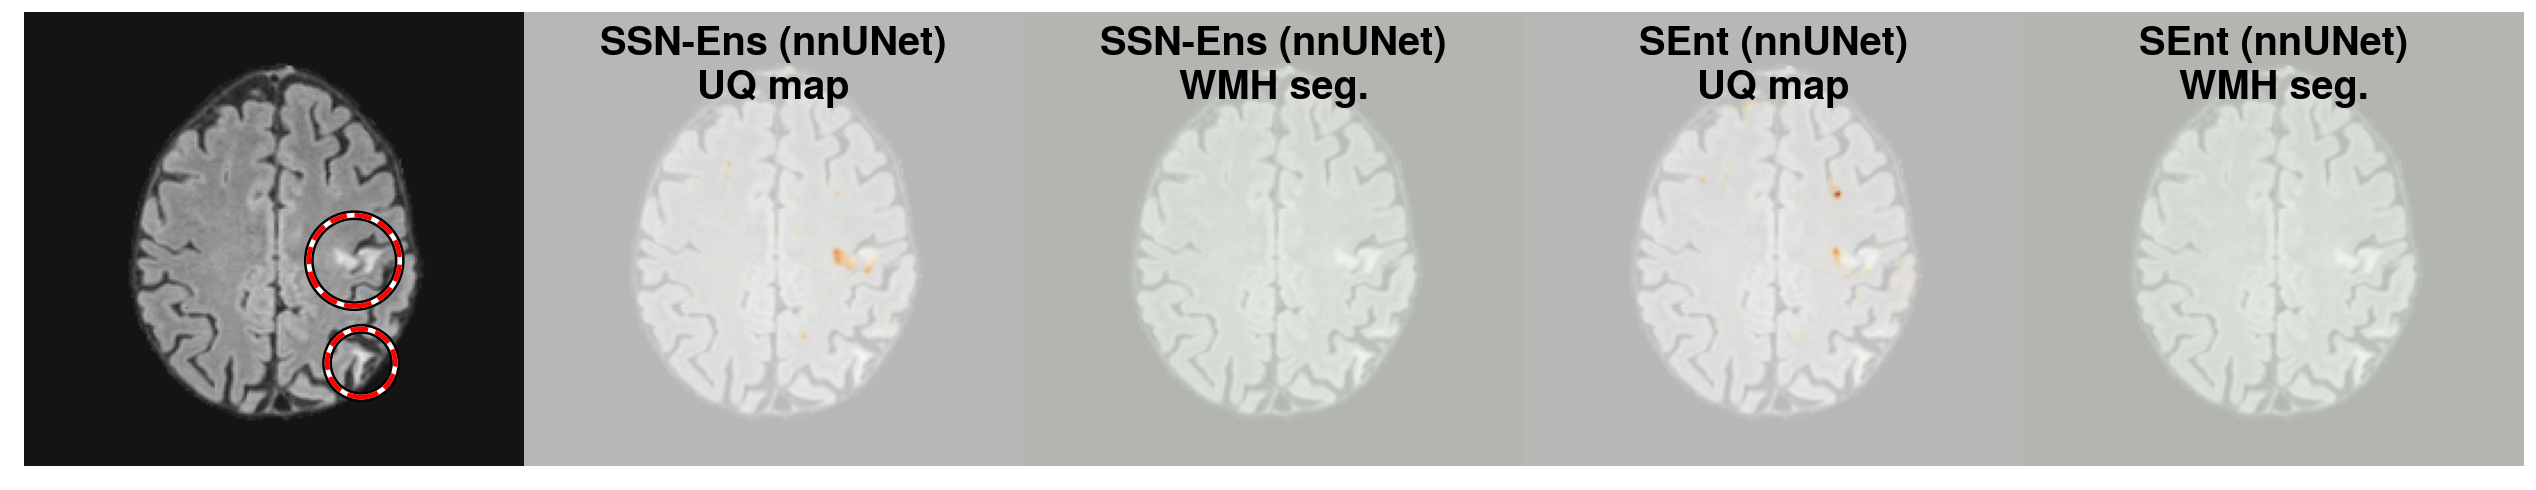 SSN-Ens (nnUNet)
UQ map
SSN-Ens (nnUNet)
WMH seg.
SEnt (nnUNet)
UQ map
SEnt (nnUNet)
WMH seg.